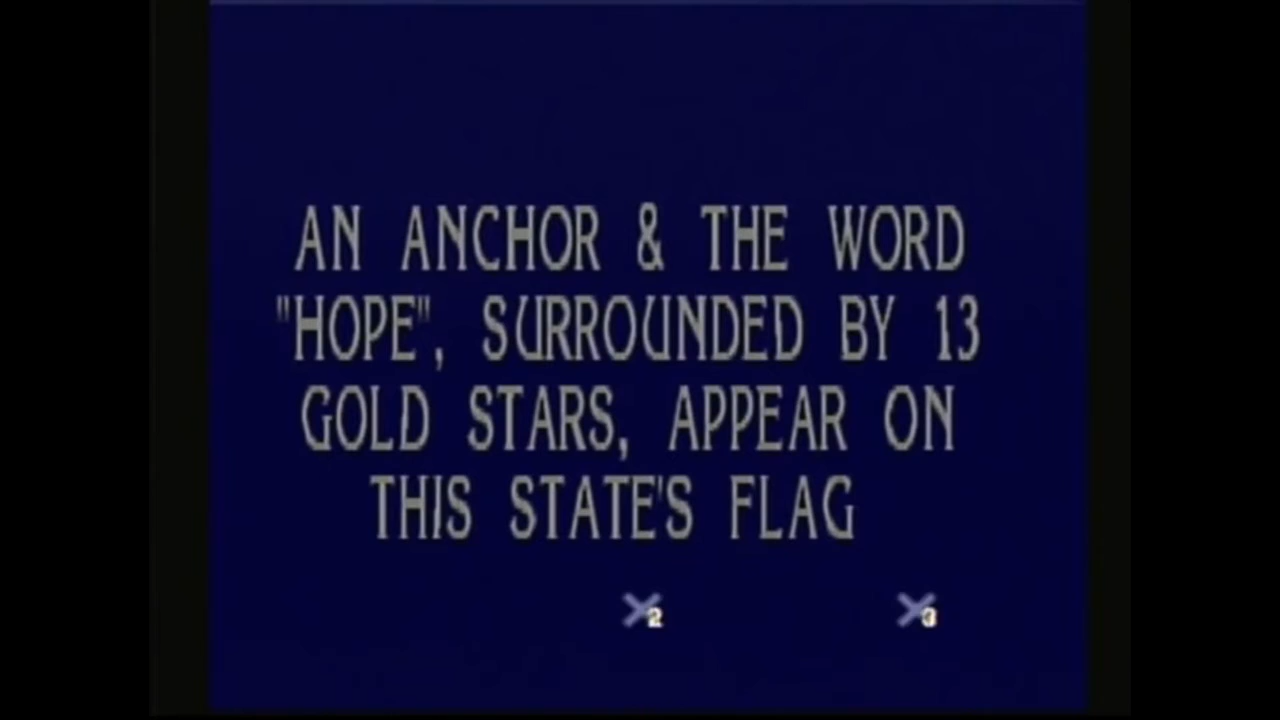 AN ANCHOR & THE WORD
"HOPE", SURROUNDED BY 13
GOLD STARS, APPEAR ON
THIS STATE'S FLAG
2 3